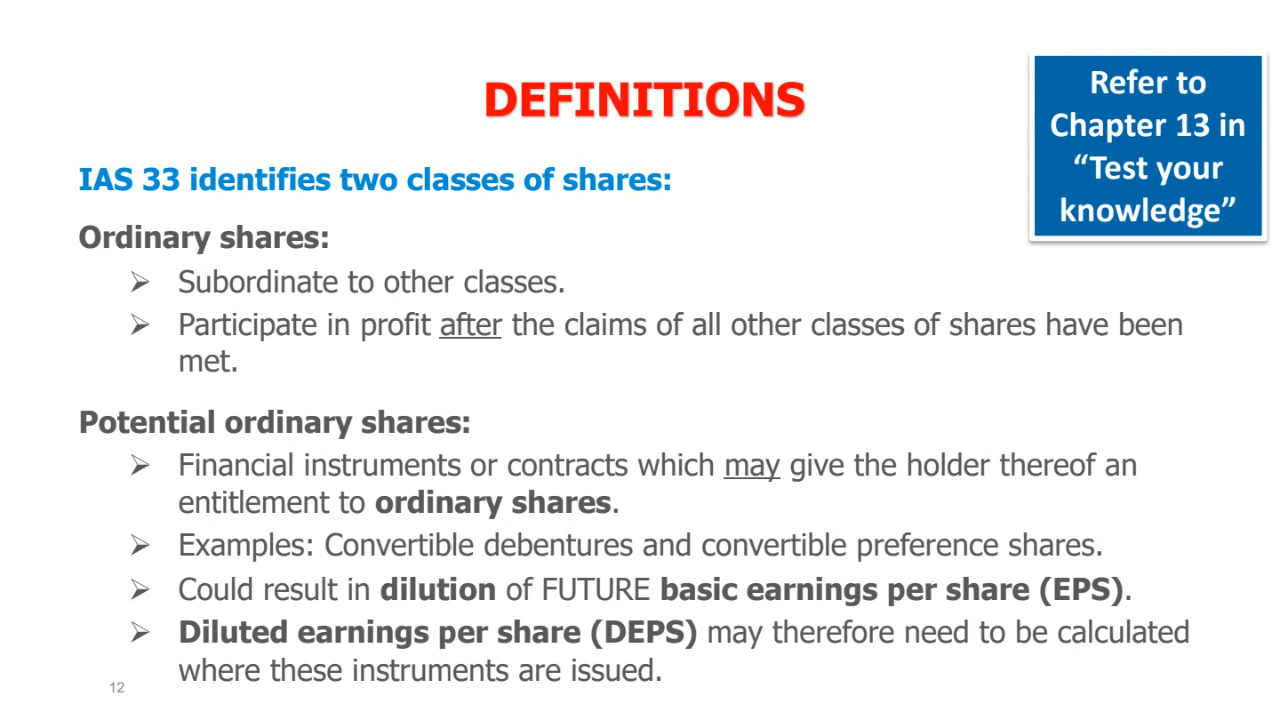 DEFINITIONS
Refer to
Chapter 13 in
“Test your
knowledge”
IAS 33 identifies two classes of shares:
Ordinary shares:
➢ Subordinate to other classes.
➢ Participate in profit after the claims of all other classes of shares have been
met.
Potential ordinary shares:
➢ Financial instruments or contracts which may give the holder thereof an
entitlement to ordinary shares.
➢ Examples: Convertible debentures and convertible preference shares.
➢ Could result in dilution of FUTURE basic earnings per share (EPS).
➢ Diluted earnings per share (DEPS) may therefore need to be calculated
where these instruments are issued.
12